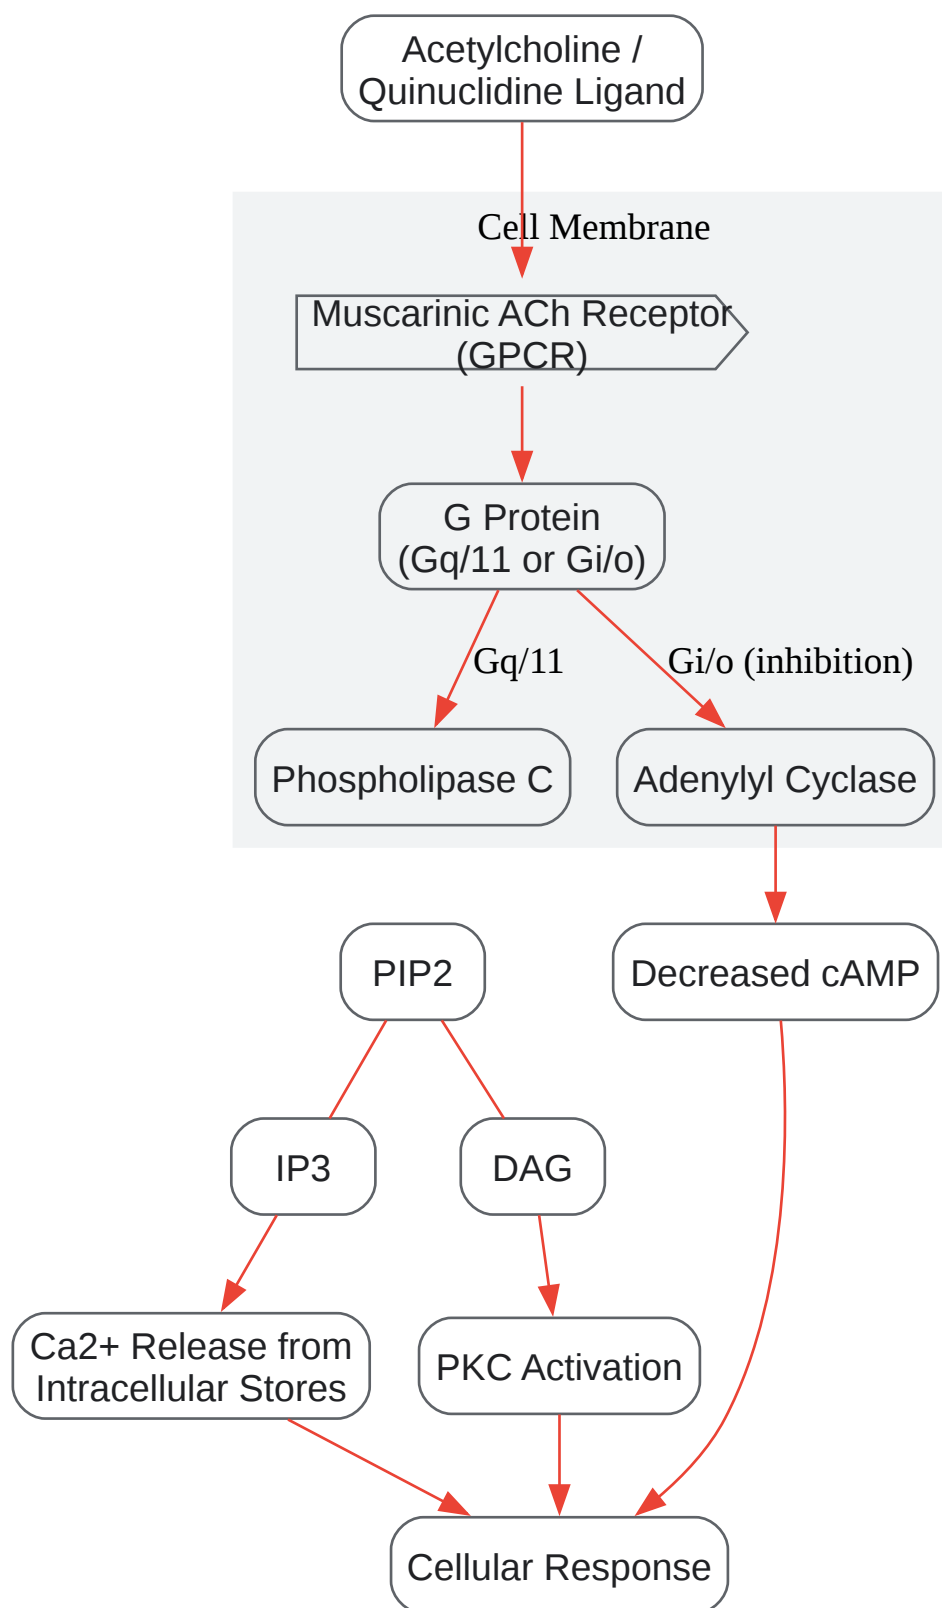 Acetylcholine /
Quinuclidine Ligand
Cell Membrane
Muscarinic ACh Receptor
(GPCR)
G Protein
(Gq/11 or Gi/o)
Gq/11
Gi/o (inhibition)
Phospholipase C
Adenylyl Cyclase
PIP2
Decreased cAMP
IP3
DAG
Ca2+ Release from
Intracellular Stores
PKC Activation
Cellular Response